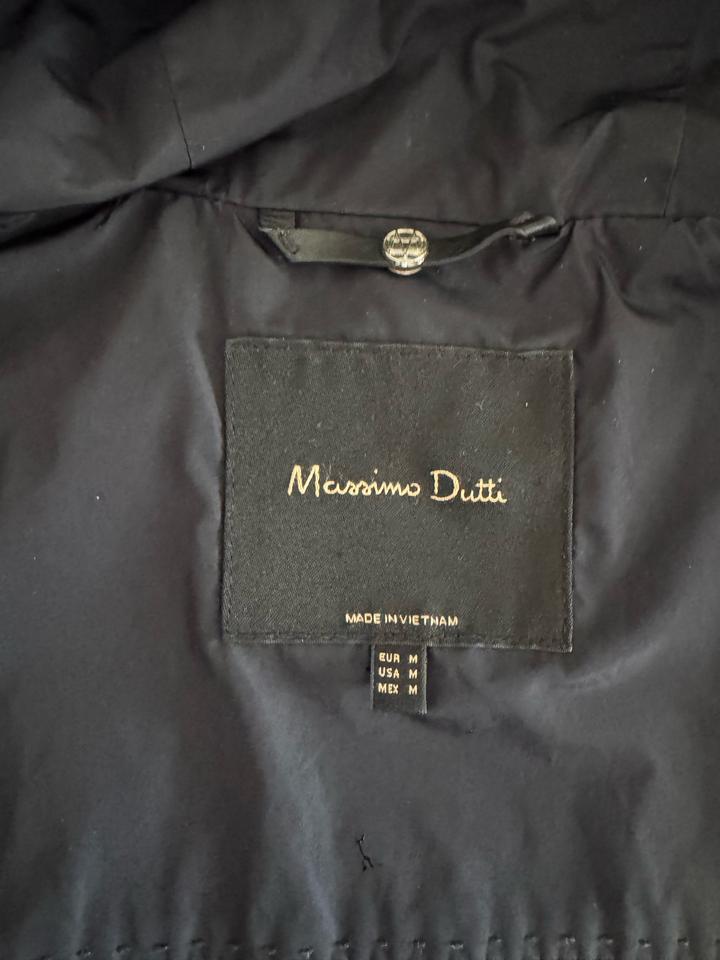 Massimo Dutti
MADE IN VIETNAM
EUR M
USA M
MEX M